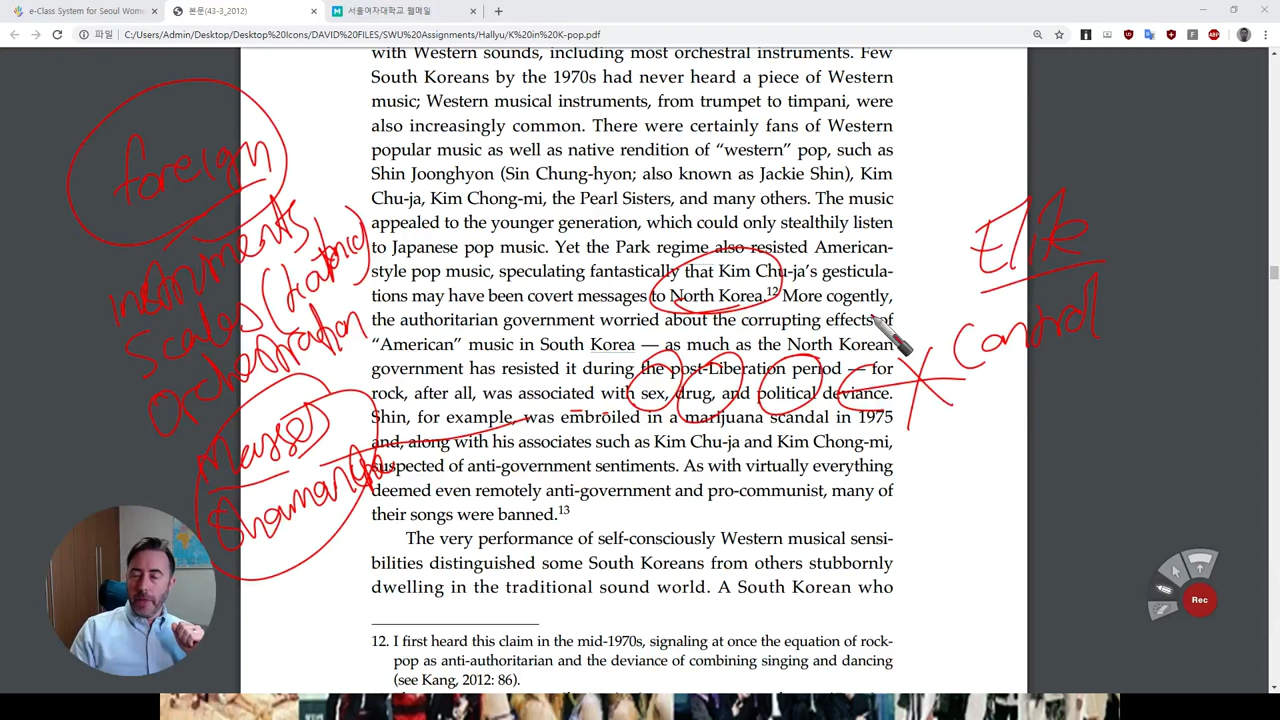 e-Class System for Seoul Wome
본문(43-3_2012)
서울여자대학교 웹메일
파일 | C:/Users/Admin/Desktop/Desktop%20Icons/DAVID%20FILES/SWU%20Assignments/Hallyu/K%20in%20K-pop.pdf
with Western sounds, including most orchestral instruments. Few
South Koreans by the 1970s had never heard a piece of Western
music; Western musical instruments, from trumpet to timpani, were
also increasingly common. There were certainly fans of Western
popular music as well as native rendition of “western” pop, such as
Shin Joonghyon (Sin Chung-hyon; also known as Jackie Shin), Kim
Chu-ja, Kim Chong-mi, the Pearl Sisters, and many others. The music
appealed to the younger generation, which could only stealthily listen
to Japanese pop music. Yet the Park regime also resisted American-
style pop music, speculating fantastically that Kim Chu-ja’s gesticula-
tions may have been covert messages to North Korea.12 More cogently,
the authoritarian government worried about the corrupting effects of
“American” music in South Korea — as much as the North Korean
government has resisted it during the post-Liberation period — for
rock, after all, was associated with sex, drug, and political deviance.
Shin, for example, was embroiled in a marijuana scandal in 1975
and, along with his associates such as Kim Chu-ja and Kim Chong-mi,
suspected of anti-government sentiments. As with virtually everything
deemed even remotely anti-government and pro-communist, many of
their songs were banned.13
The very performance of self-consciously Western musical sensi-
bilities distinguished some South Koreans from others stubbornly
dwelling in the traditional sound world. A South Korean who
12. I first heard this claim in the mid-1970s, signaling at once the equation of rock-
pop as anti-authoritarian and the deviance of combining singing and dancing
(see Kang, 2012: 86).
foreign
instruments
Scales
Orchestration
Masses
Control
Rec